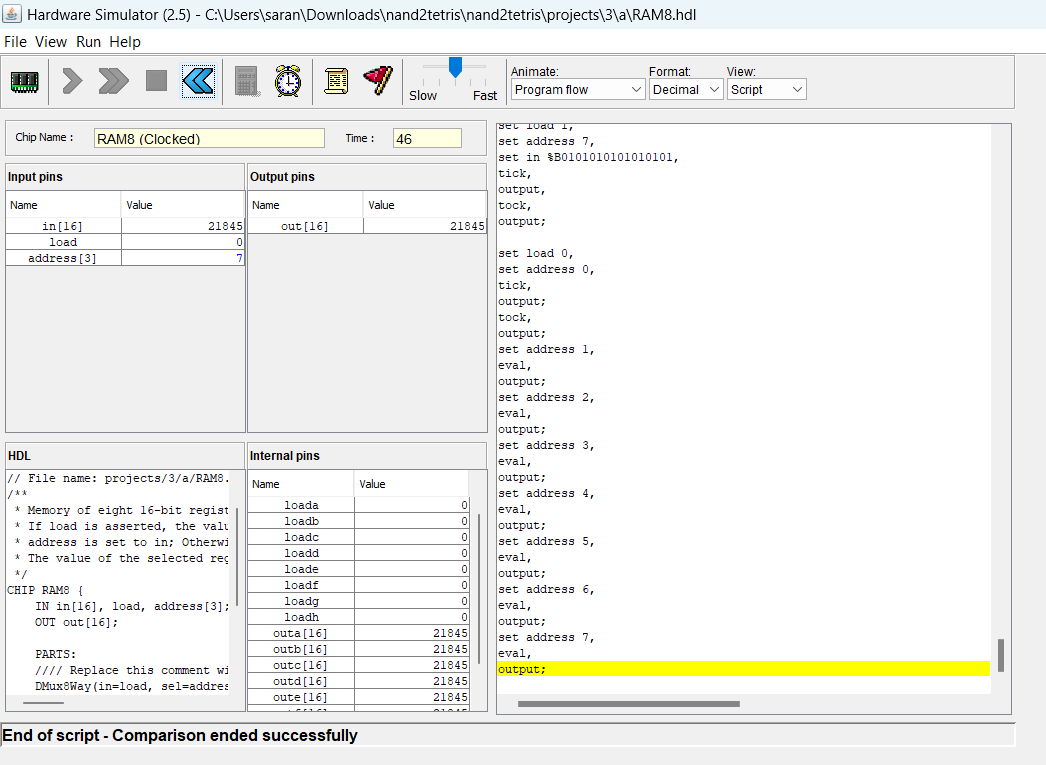 Hardware Simulator (2.5) - C:\Users\saran\Downloads\nand2tetris\nand2tetris\projects\3\a\RAM8.hdl
File View Run Help
Slow Fast
Animate: Format: View:
Program flow Decimal Script
Chip Name : RAM8 (Clocked) Time : 46
Input pins
Name Value
in[16] 21845
load 0
address[3] 7
Output pins
Name Value
out[16] 21845
HDL
// File name: projects/3/a/RAM8.
/**
* Memory of eight 16-bit regist
* If load is asserted, the valu
* address is set to in; Otherwi
* The value of the selected reg
*/
CHIP RAM8 {
IN in[16], load, address[3];
OUT out[16];
PARTS:
//// Replace this comment wi
DMux8Way(in=load, sel=addres
Internal pins
Name Value
loada 0
loadb 0
loadc 0
loadd 0
loade 0
loadf 0
loadg 0
loadh 0
outa[16] 21845
outb[16] 21845
outc[16] 21845
outd[16] 21845
oute[16] 21845
set load 1,
set address 7,
set in %B0101010101010101,
tick,
output,
tock,
output;
set load 0,
set address 0,
tick,
output;
tock,
output;
set address 1,
eval,
output;
set address 2,
eval,
output;
set address 3,
eval,
output;
set address 4,
eval,
output;
set address 5,
eval,
output;
set address 6,
eval,
output;
set address 7,
eval,
output;
End of script - Comparison ended successfully